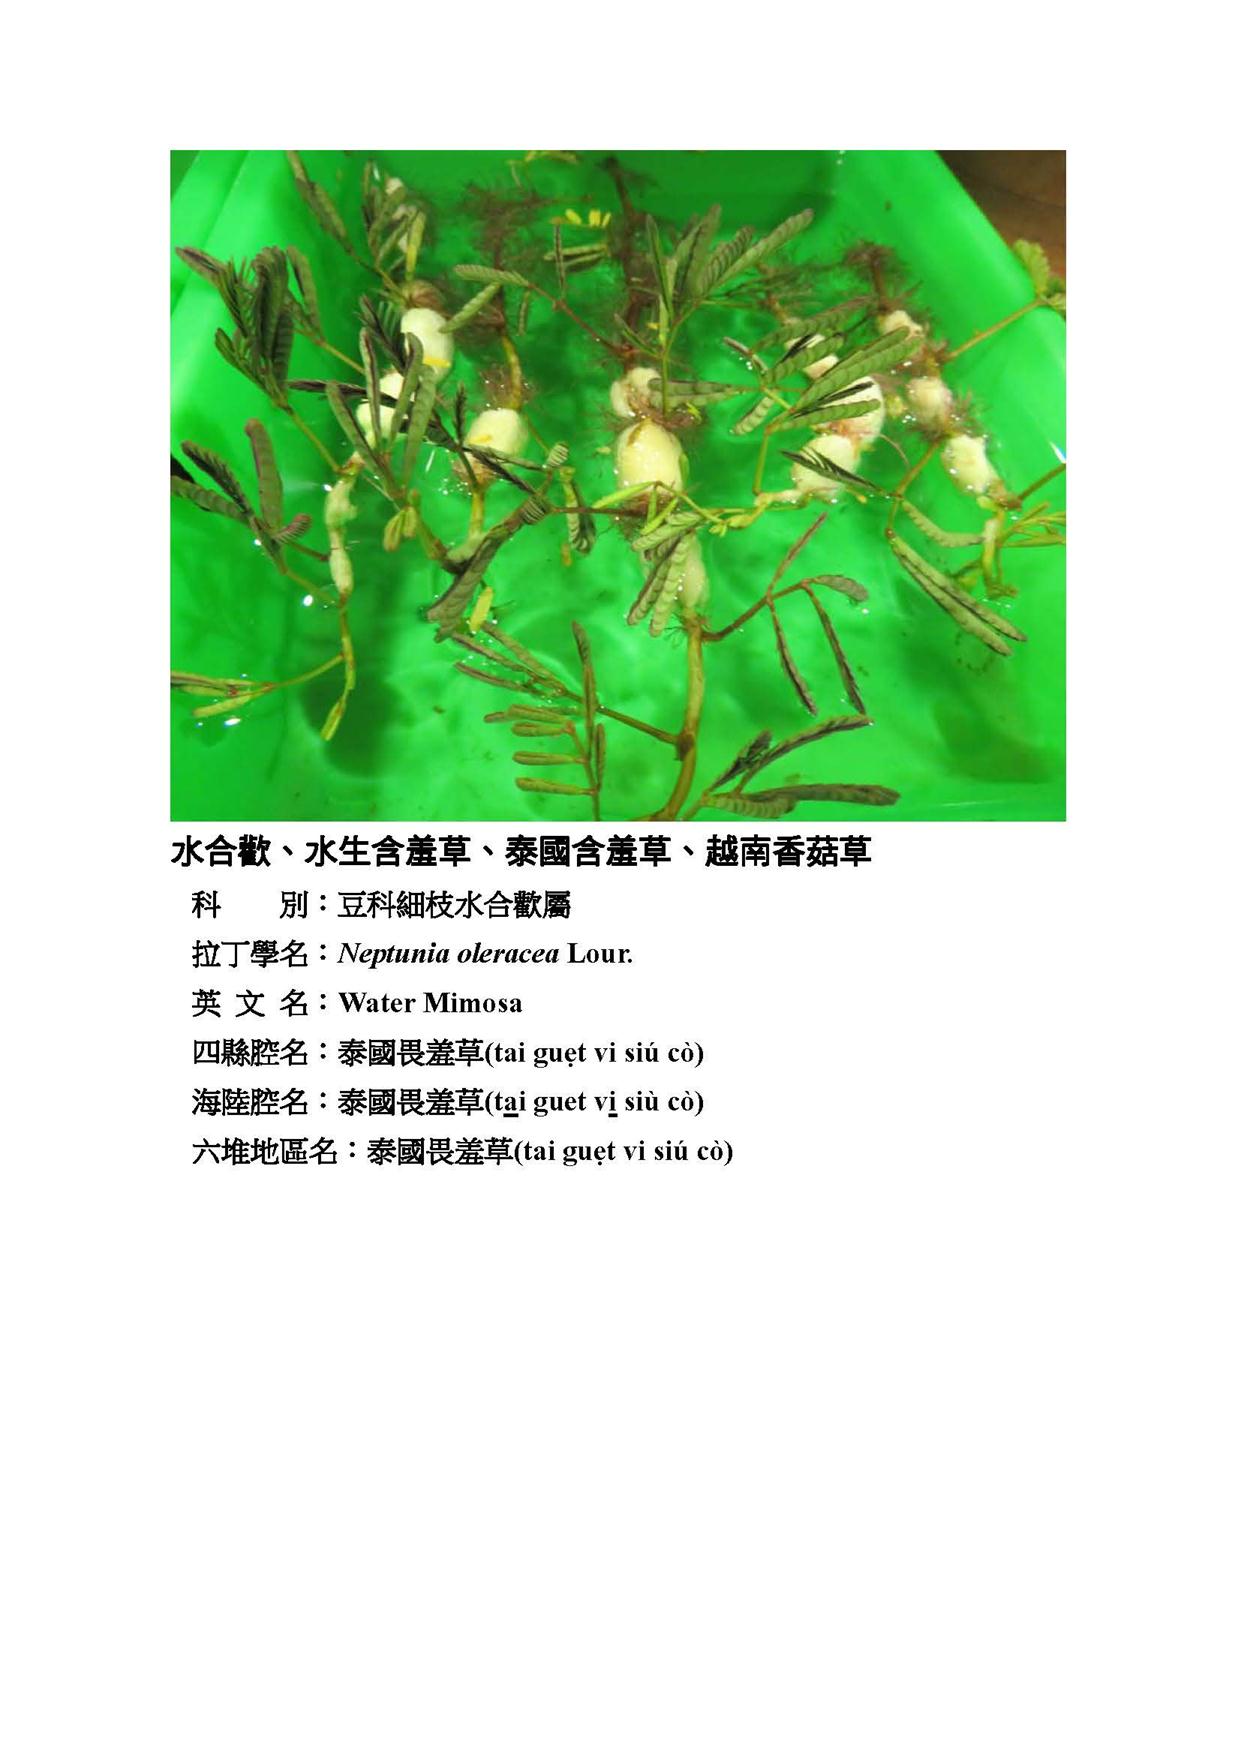 水合歡、水生含羞草、泰國含羞草、越南香菇草
科　　別：豆科細枝水合歡屬
拉丁學名：Neptunia oleracea Lour.
英 文 名：Water Mimosa
四縣腔名：泰國畏羞草(tai guẹt vi siú cò)
海陸腔名：泰國畏羞草(ta̲i guet vi̲ siù cò)
六堆地區名：泰國畏羞草(tai guẹt vi siú cò)